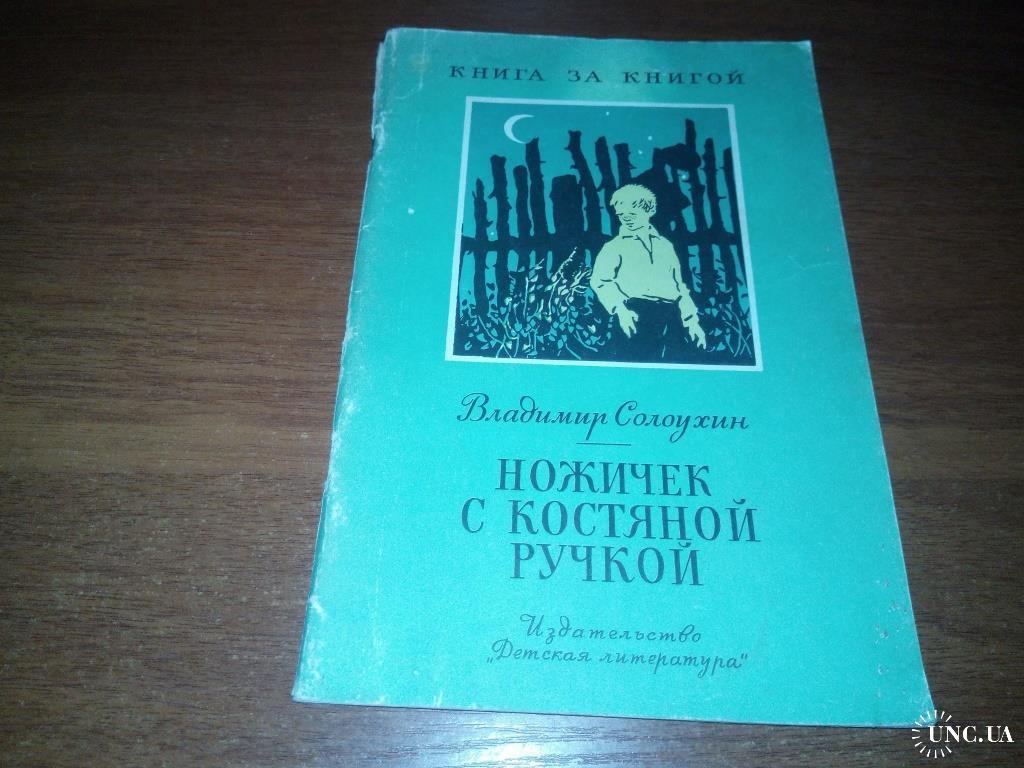 КНИГА ЗА КНИГОЙ
Владимир Солоухин
НОЖИЧЕК
С КОСТЯНОЙ
РУЧКОЙ
Издательство
„Детская литература“
UNC.UA